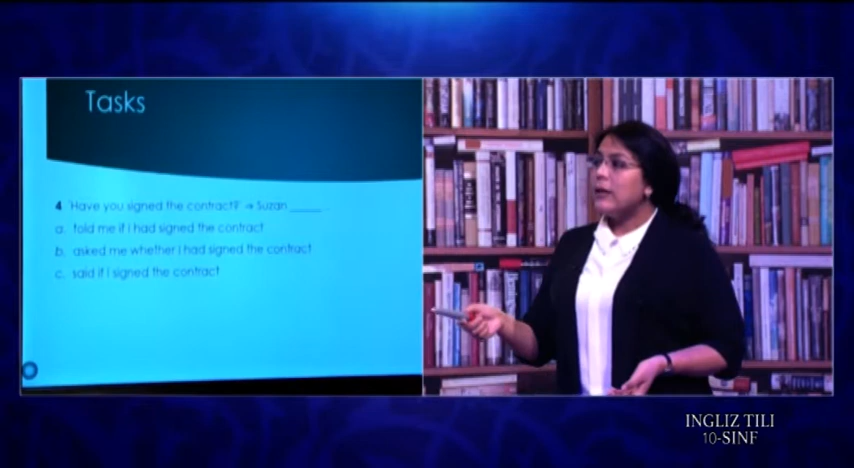 Tasks
4. 'Have you signed the contract?' → Suzan ______ .
a. told me if I had signed the contract
b. asked me whether I had signed the contract
c. said if I signed the contract
INGLIZ TILI
10-SINF